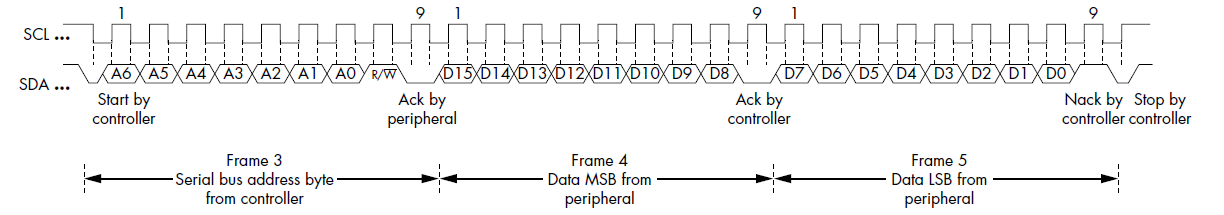 1 9 1 9 1 9
SCL ...
SDA ... A6 A5 A4 A3 A2 A1 A0 R/W̅ D15 D14 D13 D12 D11 D10 D9 D8 D7 D6 D5 D4 D3 D2 D1 D0
Start by
controller
Ack by
peripheral
Ack by
controller
Nack by
controller
Stop by
controller
Frame 3
Serial bus address byte
from controller
Frame 4
Data MSB from
peripheral
Frame 5
Data LSB from
peripheral